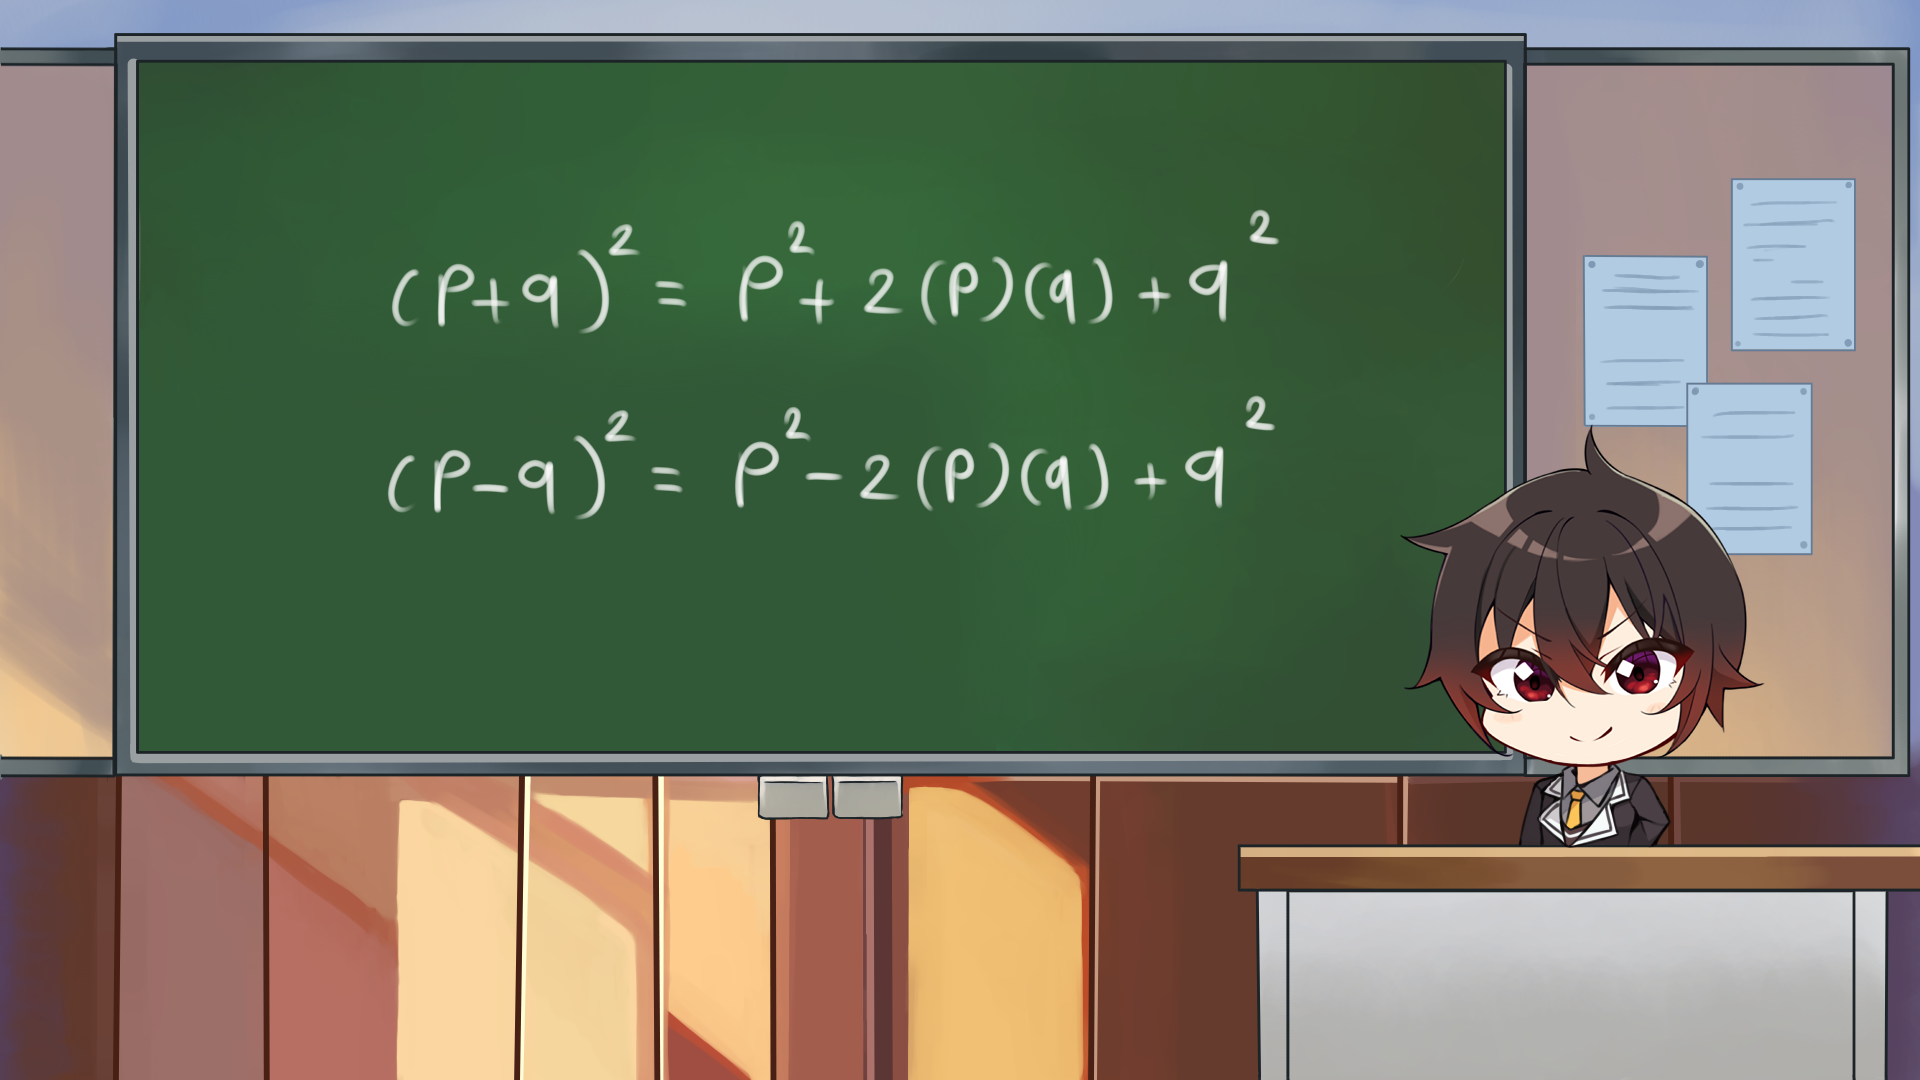 (p+q)² = p² + 2(p)(q) + q²
(p-q)² = p² - 2(p)(q) + q²